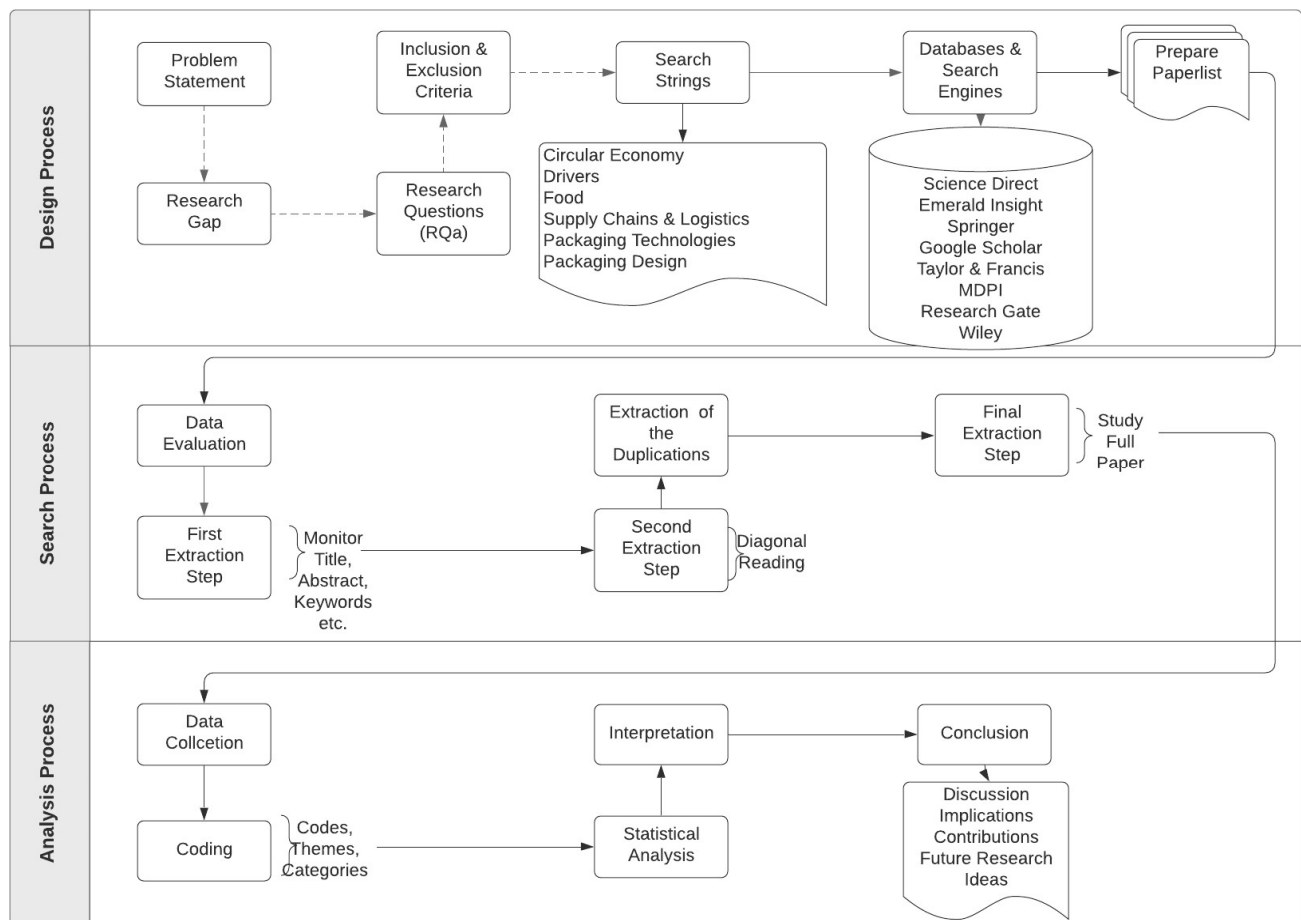 Design Process
Problem
Statement
Research
Gap
Inclusion &
Exclusion
Criteria
Research
Questions
(RQa)
Search
Strings
Circular Economy
Drivers
Food
Supply Chains & Logistics
Packaging Technologies
Packaging Design
Databases &
Search
Engines
Science Direct
Emerald Insight
Springer
Google Scholar
Taylor & Francis
MDPI
Research Gate
Wiley
Prepare
Paperlist
Search Process
Data
Evaluation
First
Extraction
Step
Monitor
Title,
Abstract,
Keywords
etc.
Extraction of
the
Duplications
Second
Extraction
Step
Diagonal
Reading
Final
Extraction
Step
Study
Full
Paper
Analysis Process
Data
Collcetion
Coding
Codes,
Themes,
Categories
Interpretation
Statistical
Analysis
Conclusion
Discussion
Implications
Contributions
Future Research
Ideas